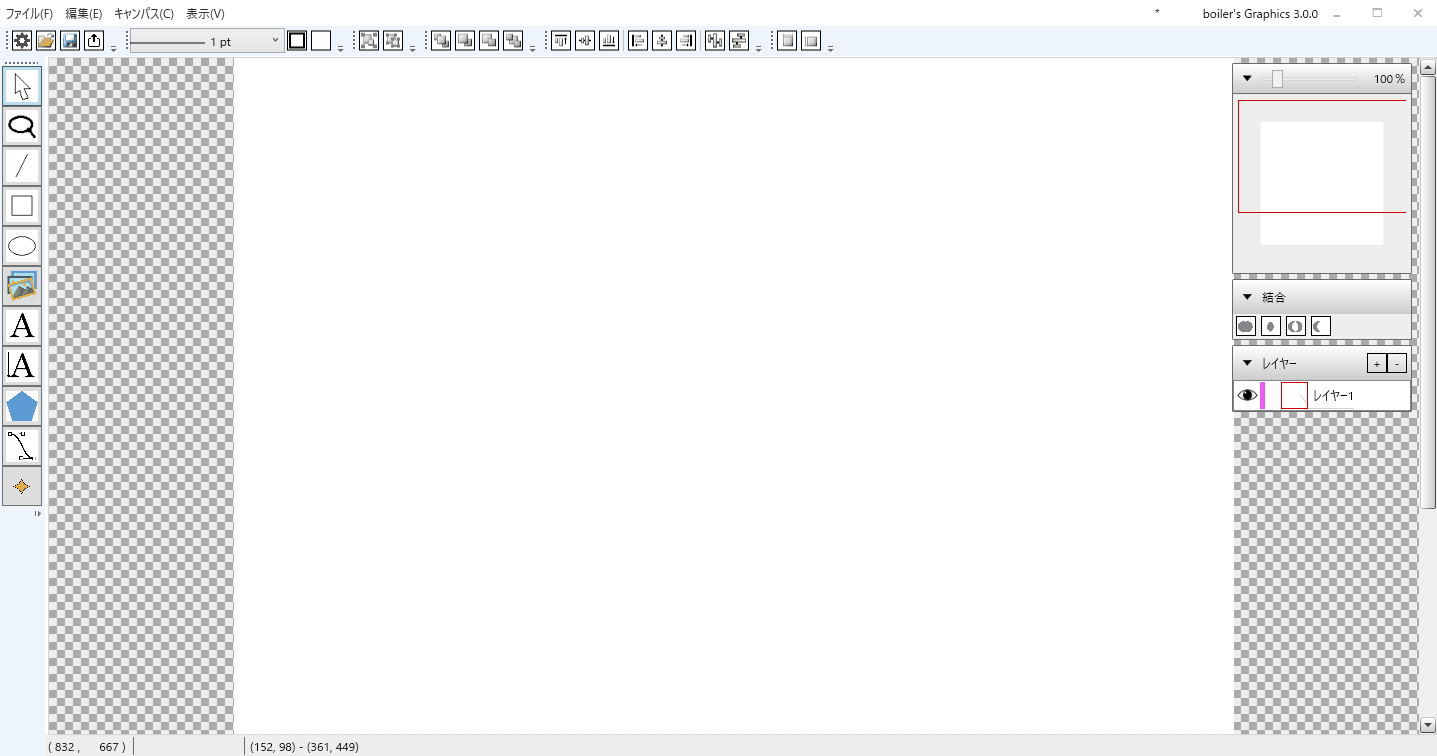 ファイル(F) 編集(E) キャンバス(C) 表示(V) * boiler's Graphics 3.0.0
1 pt
100%
結合
レイヤー + -
レイヤー1
A
A
( 832 , 667 ) (152, 98) - (361, 449)